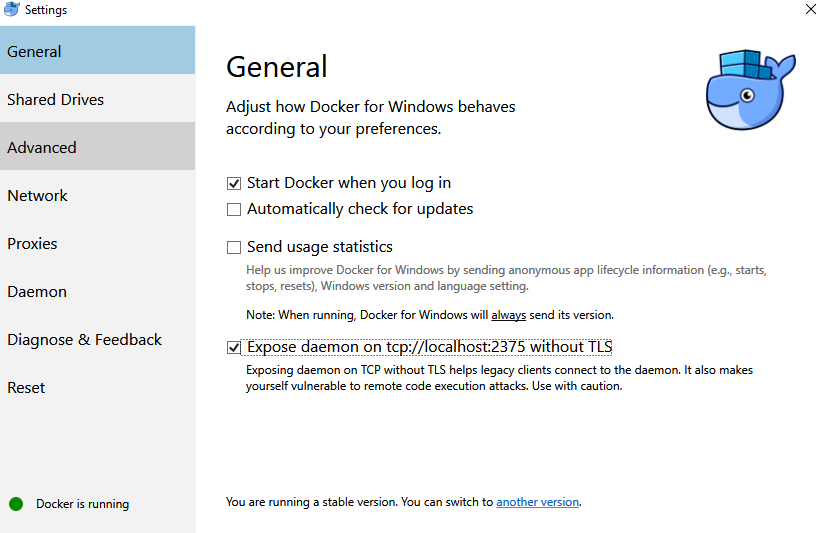 Settings
General
Shared Drives
Advanced
Network
Proxies
Daemon
Diagnose & Feedback
Reset
Docker is running
General
Adjust how Docker for Windows behaves
according to your preferences.
Start Docker when you log in
Automatically check for updates
Send usage statistics
Help us improve Docker for Windows by sending anonymous app lifecycle information (e.g., starts,
stops, resets), Windows version and language setting.
Note: When running, Docker for Windows will always send its version.
Expose daemon on tcp://localhost:2375 without TLS
Exposing daemon on TCP without TLS helps legacy clients connect to the daemon. It also makes
yourself vulnerable to remote code execution attacks. Use with caution.
You are running a stable version. You can switch to another version.